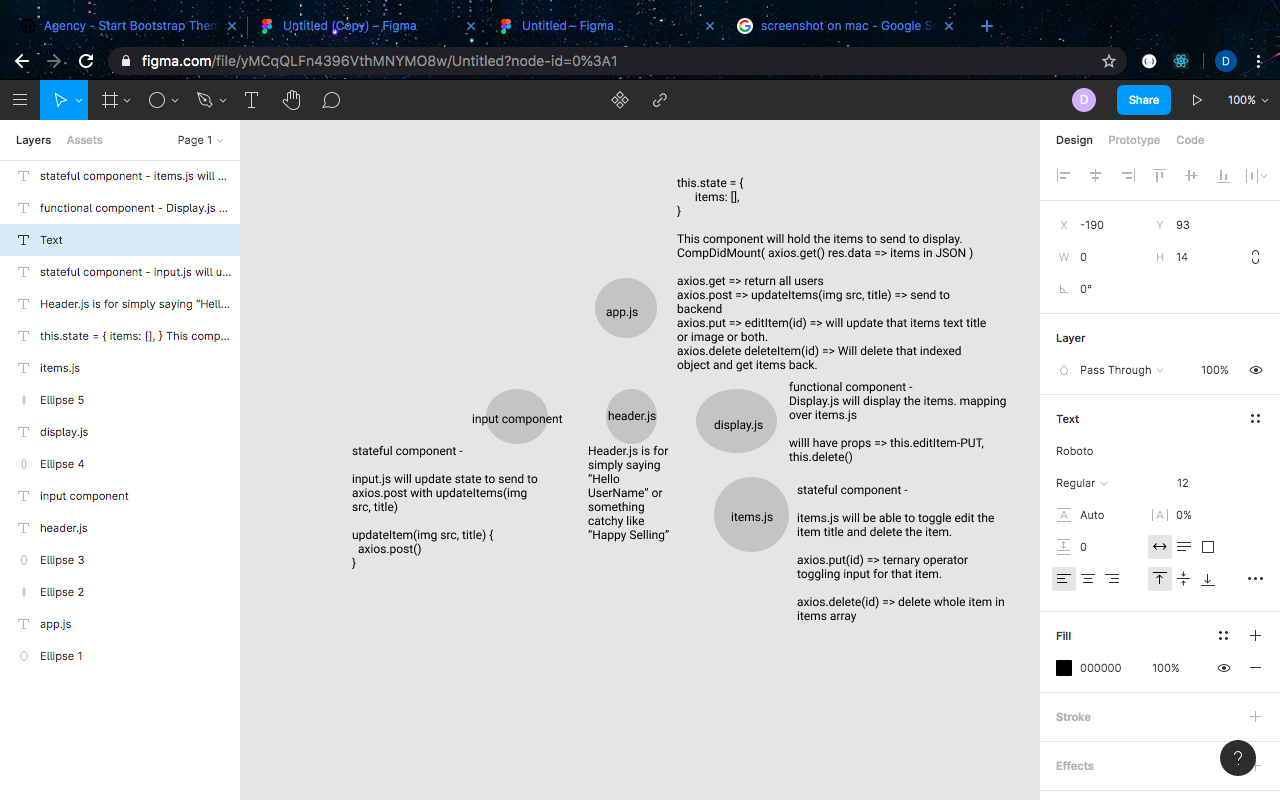 Agency - Start Bootstrap Then
Untitled (Copy) – Figma
Untitled – Figma
screenshot on mac - Google S
figma.com/file/yMCqQLFn4396VthMNYMO8w/Untitled?node-id=0%3A1
D
D
Share
100%
Layers
Assets
Page 1
stateful component - items.js will ...
functional component - Display.js ...
Text
stateful component - input.js will u...
Header.js is for simply saying “Hell...
this.state = { items: [], } This comp...
items.js
Ellipse 5
display.js
Ellipse 4
input component
header.js
Ellipse 3
Ellipse 2
app.js
Ellipse 1
this.state = {
items: [],
}
This component will hold the items to send to display.
CompDidMount( axios.get() res.data => items in JSON )
axios.get => return all users
axios.post => updateItems(img src, title) => send to
backend
axios.put => editItem(id) => will update that items text title
or image or both.
axios.delete deleteItem(id) => Will delete that indexed
object and get items back.
app.js
input component
header.js
display.js
functional component -
Display.js will display the items. mapping
over items.js
willl have props => this.editItem-PUT,
this.delete()
stateful component -
input.js will update state to send to
axios.post with updateItems(img
src, title)
updateItem(img src, title) {
axios.post()
}
Header.js is for
simply saying
“Hello
UserName” or
something
catchy like
“Happy Selling”
items.js
stateful component -
items.js will be able to toggle edit the
item title and delete the item.
axios.put(id) => ternary operator
toggling input for that item.
axios.delete(id) => delete whole item in
items array
Design
Prototype
Code
X
-190
Y
93
W
0
H
14
0°
Layer
Pass Through
100%
Text
Roboto
Regular
12
A
Auto
|A|
0%
0
Fill
000000
100%
Stroke
Effects
?